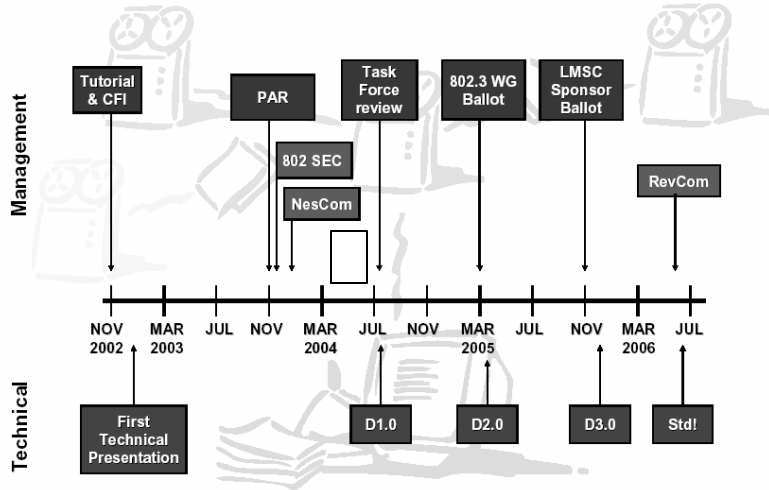 Tutorial
& CFI
PAR
Task
Force
review
802.3 WG
Ballot
LMSC
Sponsor
Ballot
802 SEC
NesCom
RevCom
Management
NOV
2002
MAR
2003
JUL
NOV
MAR
2004
JUL
NOV
MAR
2005
JUL
NOV
MAR
2006
JUL
Technical
First
Technical
Presentation
D1.0
D2.0
D3.0
Std!